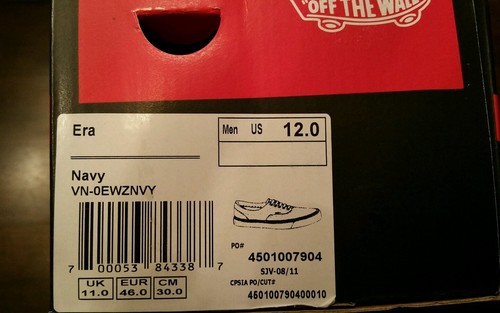 "OFF THE WALL
Era
Men US 12.0
Navy
VN-0EWZNVY
7 00053 84338 7
UK EUR CM
11.0 46.0 30.0
PO#
4501007904
SJV-08/11
CPSIA PO/CUT#
450100790400010